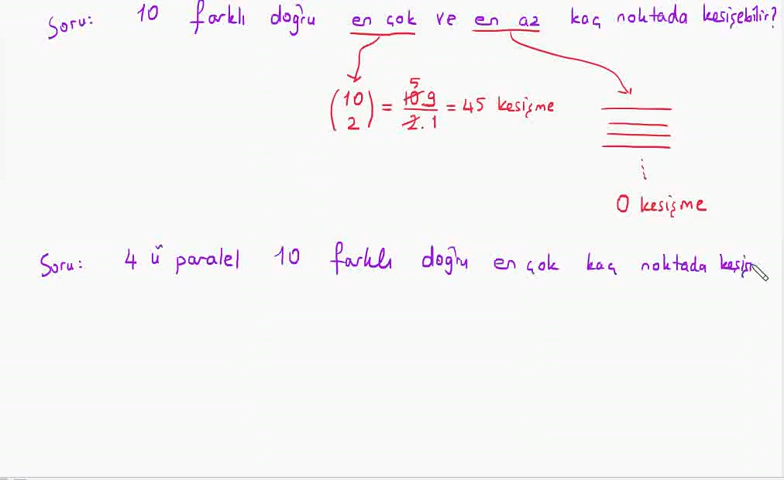 Soru: 10 farklı doğru en çok ve en az kaç noktada kesişebilir?
(10 2) = 10.9 / 2.1 = 45 kesişme
5
0 kesişme
Soru: 4 ü paralel 10 farklı doğru en çok kaç noktada kesişir